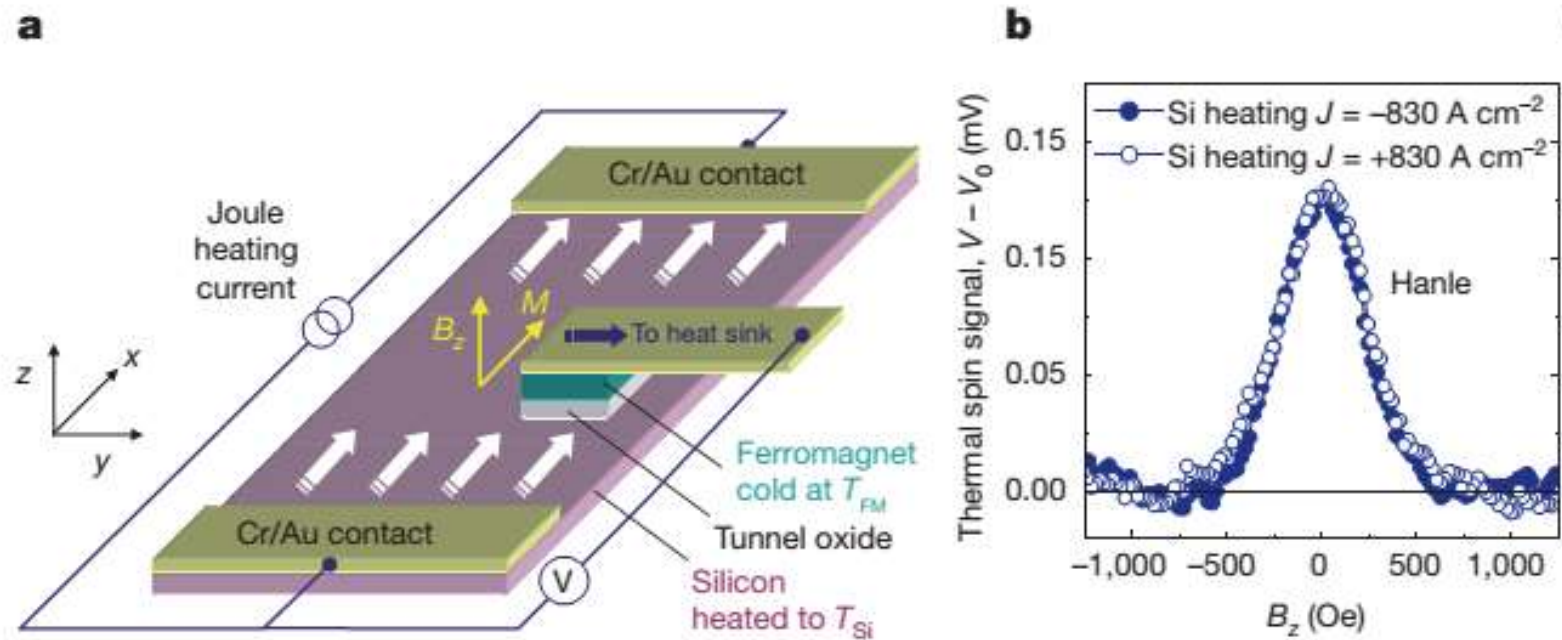 a
Joule
heating
current
Cr/Au contact
B_z
M
To heat sink
z
x
y
Ferromagnet
cold at T_FM
Tunnel oxide
Cr/Au contact
V
Silicon
heated to T_Si
b
Thermal spin signal, V – V_0 (mV)
Si heating J = –830 A cm⁻²
Si heating J = +830 A cm⁻²
Hanle
0.15
0.15
0.05
0.00
–1,000
–500
0
500
1,000
B_z (Oe)